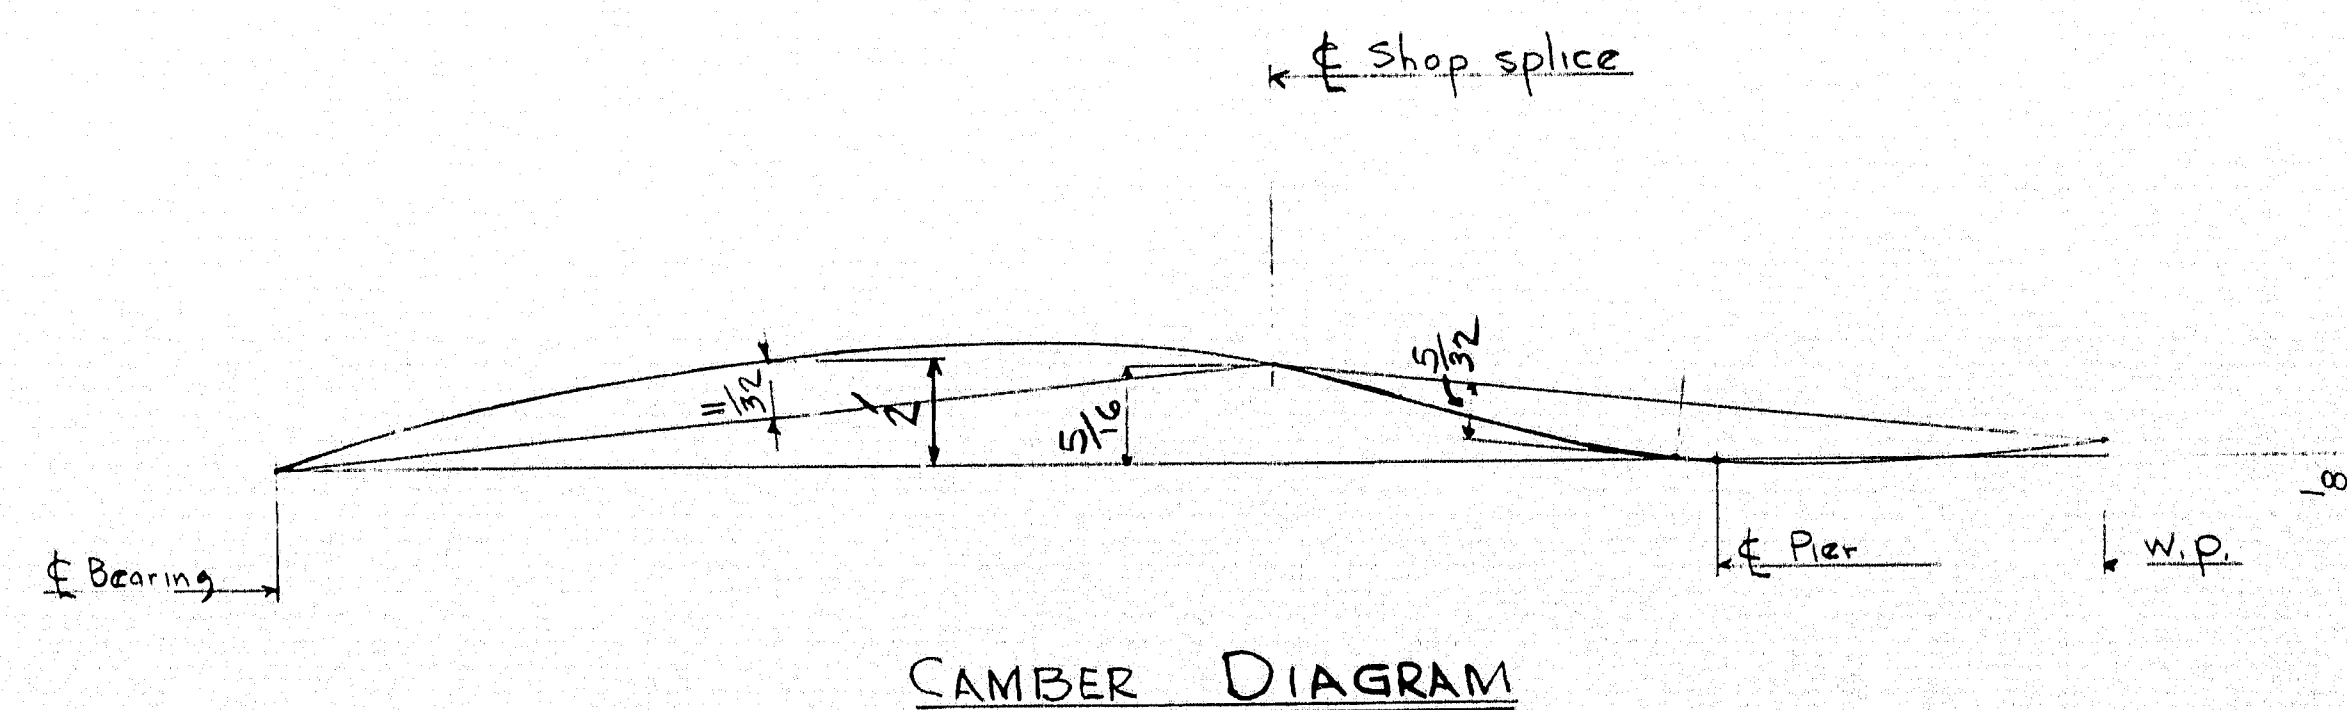 ℄ Shop splice
11/32
1/2
5/16
5/32
℄ Bearing
℄ Pier
W.P.
CAMBER DIAGRAM